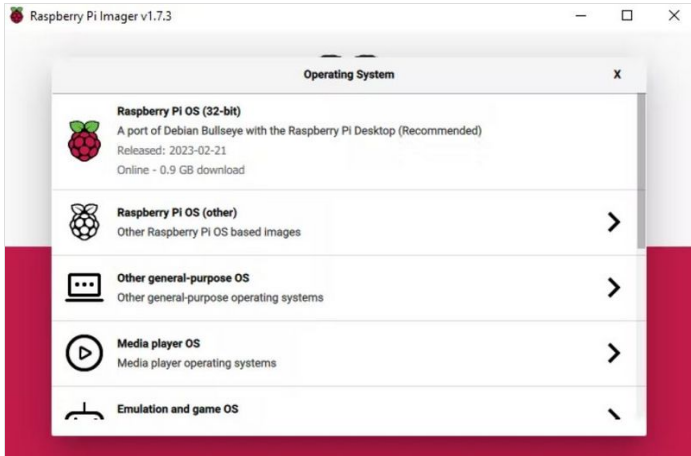 Raspberry Pi Imager v1.7.3
Operating System
X
Raspberry Pi OS (32-bit)
A port of Debian Bullseye with the Raspberry Pi Desktop (Recommended)
Released: 2023-02-21
Online - 0.9 GB download
Raspberry Pi OS (other)
Other Raspberry Pi OS based images
Other general-purpose OS
Other general-purpose operating systems
Media player OS
Media player operating systems
Emulation and game OS